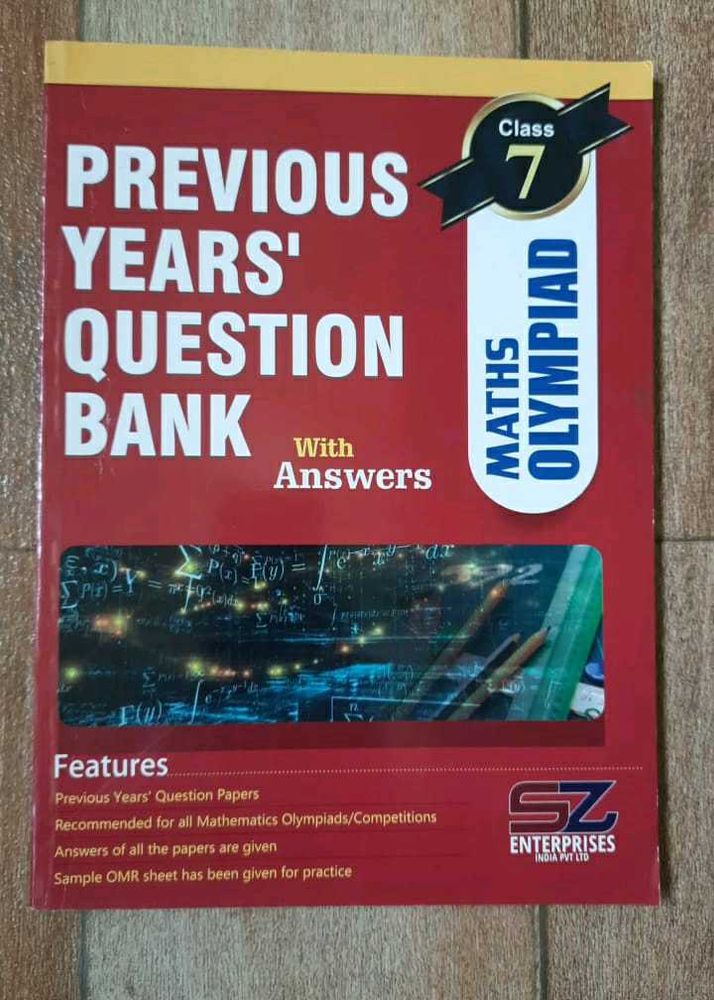 Class
7
PREVIOUS
YEARS'
QUESTION
BANK
With
Answers
MATHS
OLYMPIAD
Features
Previous Years' Question Papers
Recommended for all Mathematics Olympiads/Competitions
Answers of all the papers are given
Sample OMR sheet has been given for practice
SZ
ENTERPRISES
INDIA PVT LTD